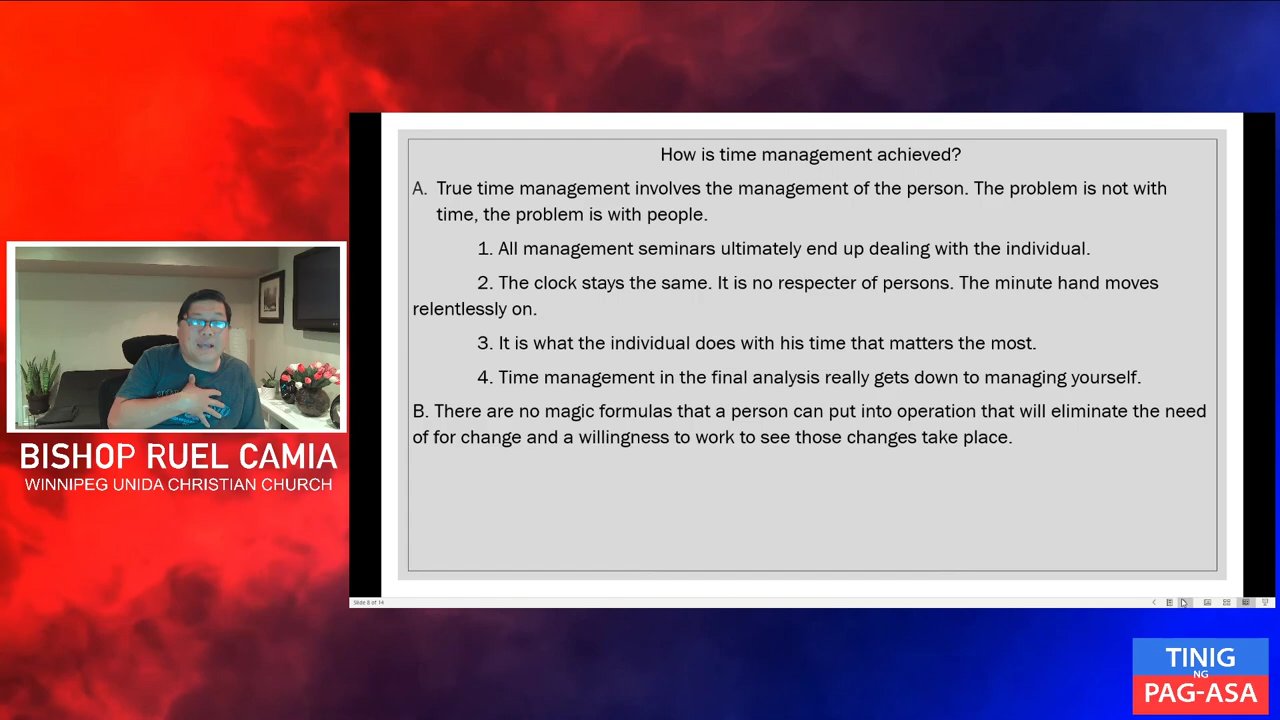 How is time management achieved?
A. True time management involves the management of the person. The problem is not with
time, the problem is with people.
1. All management seminars ultimately end up dealing with the individual.
2. The clock stays the same. It is no respecter of persons. The minute hand moves
relentlessly on.
3. It is what the individual does with his time that matters the most.
4. Time management in the final analysis really gets down to managing yourself.
B. There are no magic formulas that a person can put into operation that will eliminate the need
of for change and a willingness to work to see those changes take place.
BISHOP RUEL CAMIA
WINNIPEG UNIDA CHRISTIAN CHURCH
Slide 8 of 14
TINIG
NG
PAG-ASA